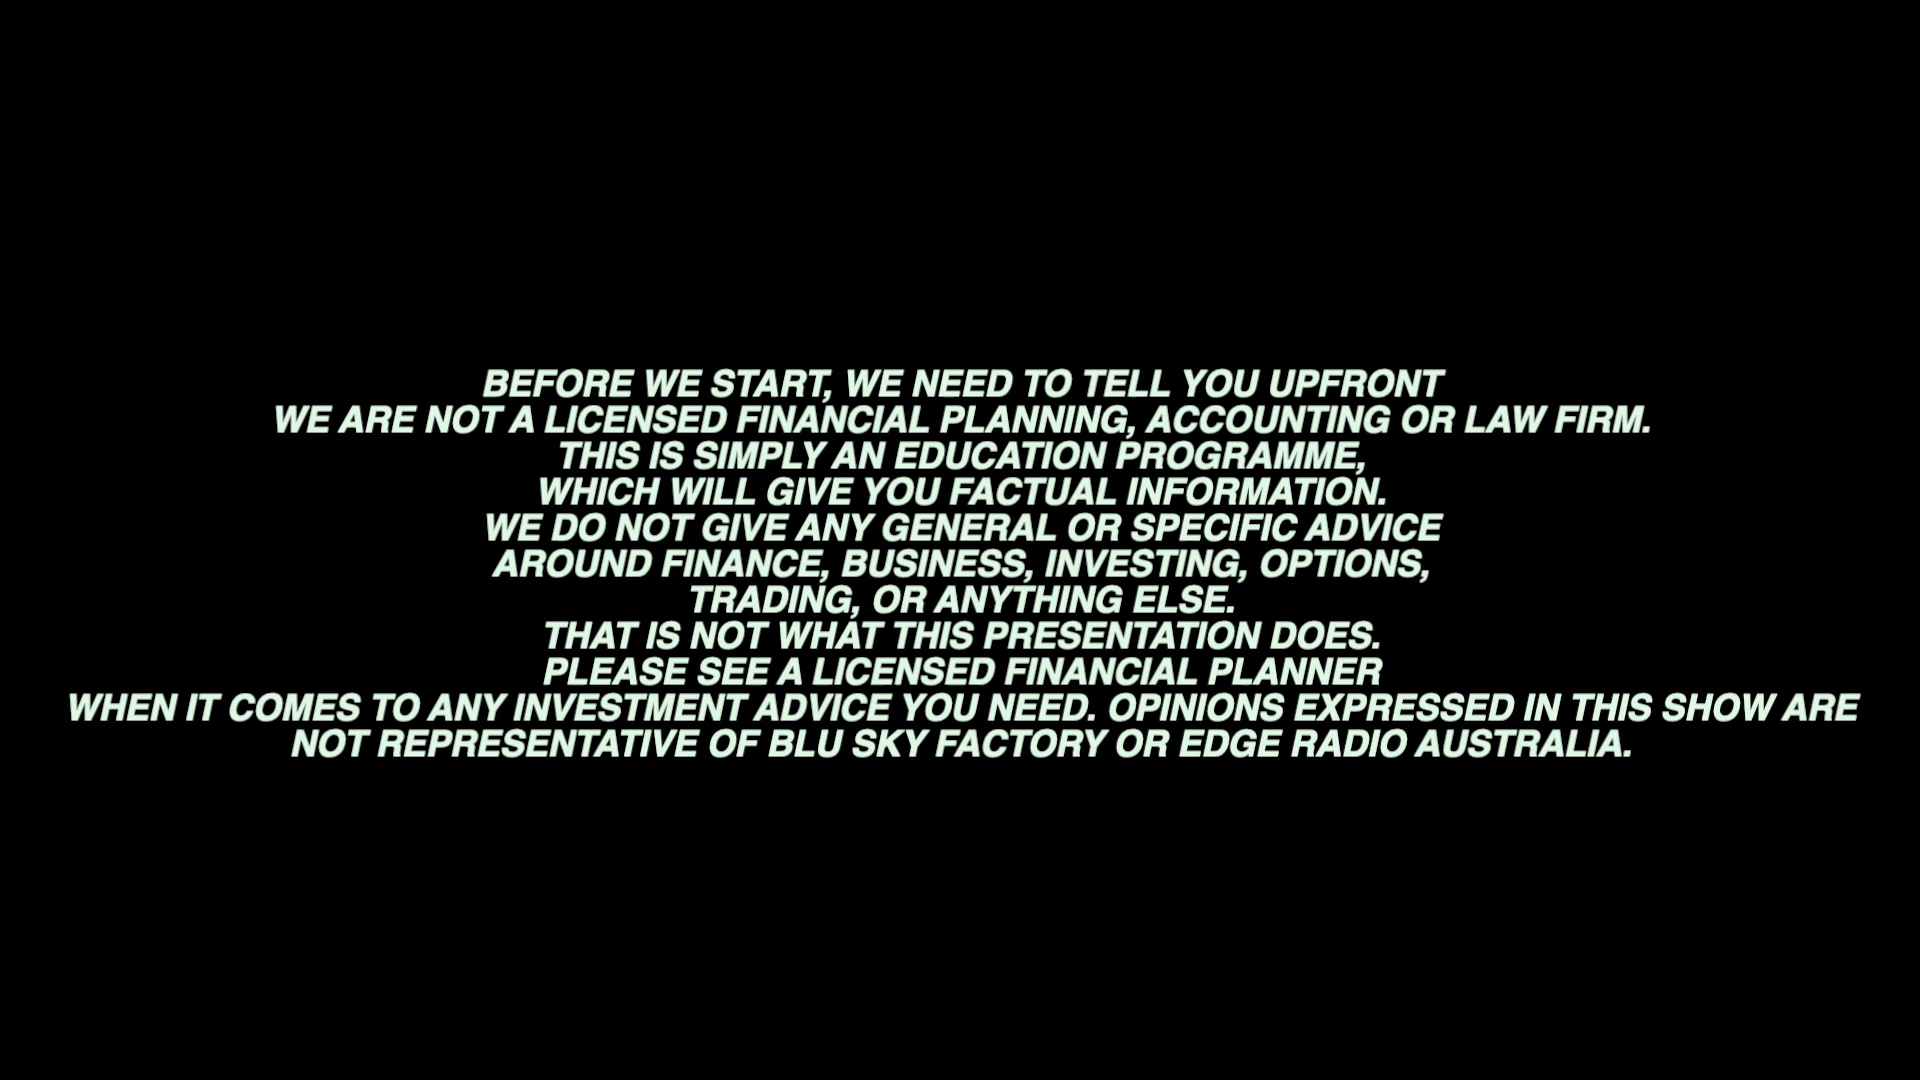 BEFORE WE START, WE NEED TO TELL YOU UPFRONT
WE ARE NOT A LICENSED FINANCIAL PLANNING, ACCOUNTING OR LAW FIRM.
THIS IS SIMPLY AN EDUCATION PROGRAMME,
WHICH WILL GIVE YOU FACTUAL INFORMATION.
WE DO NOT GIVE ANY GENERAL OR SPECIFIC ADVICE
AROUND FINANCE, BUSINESS, INVESTING, OPTIONS,
TRADING, OR ANYTHING ELSE.
THAT IS NOT WHAT THIS PRESENTATION DOES.
PLEASE SEE A LICENSED FINANCIAL PLANNER
WHEN IT COMES TO ANY INVESTMENT ADVICE YOU NEED. OPINIONS EXPRESSED IN THIS SHOW ARE
NOT REPRESENTATIVE OF BLU SKY FACTORY OR EDGE RADIO AUSTRALIA.